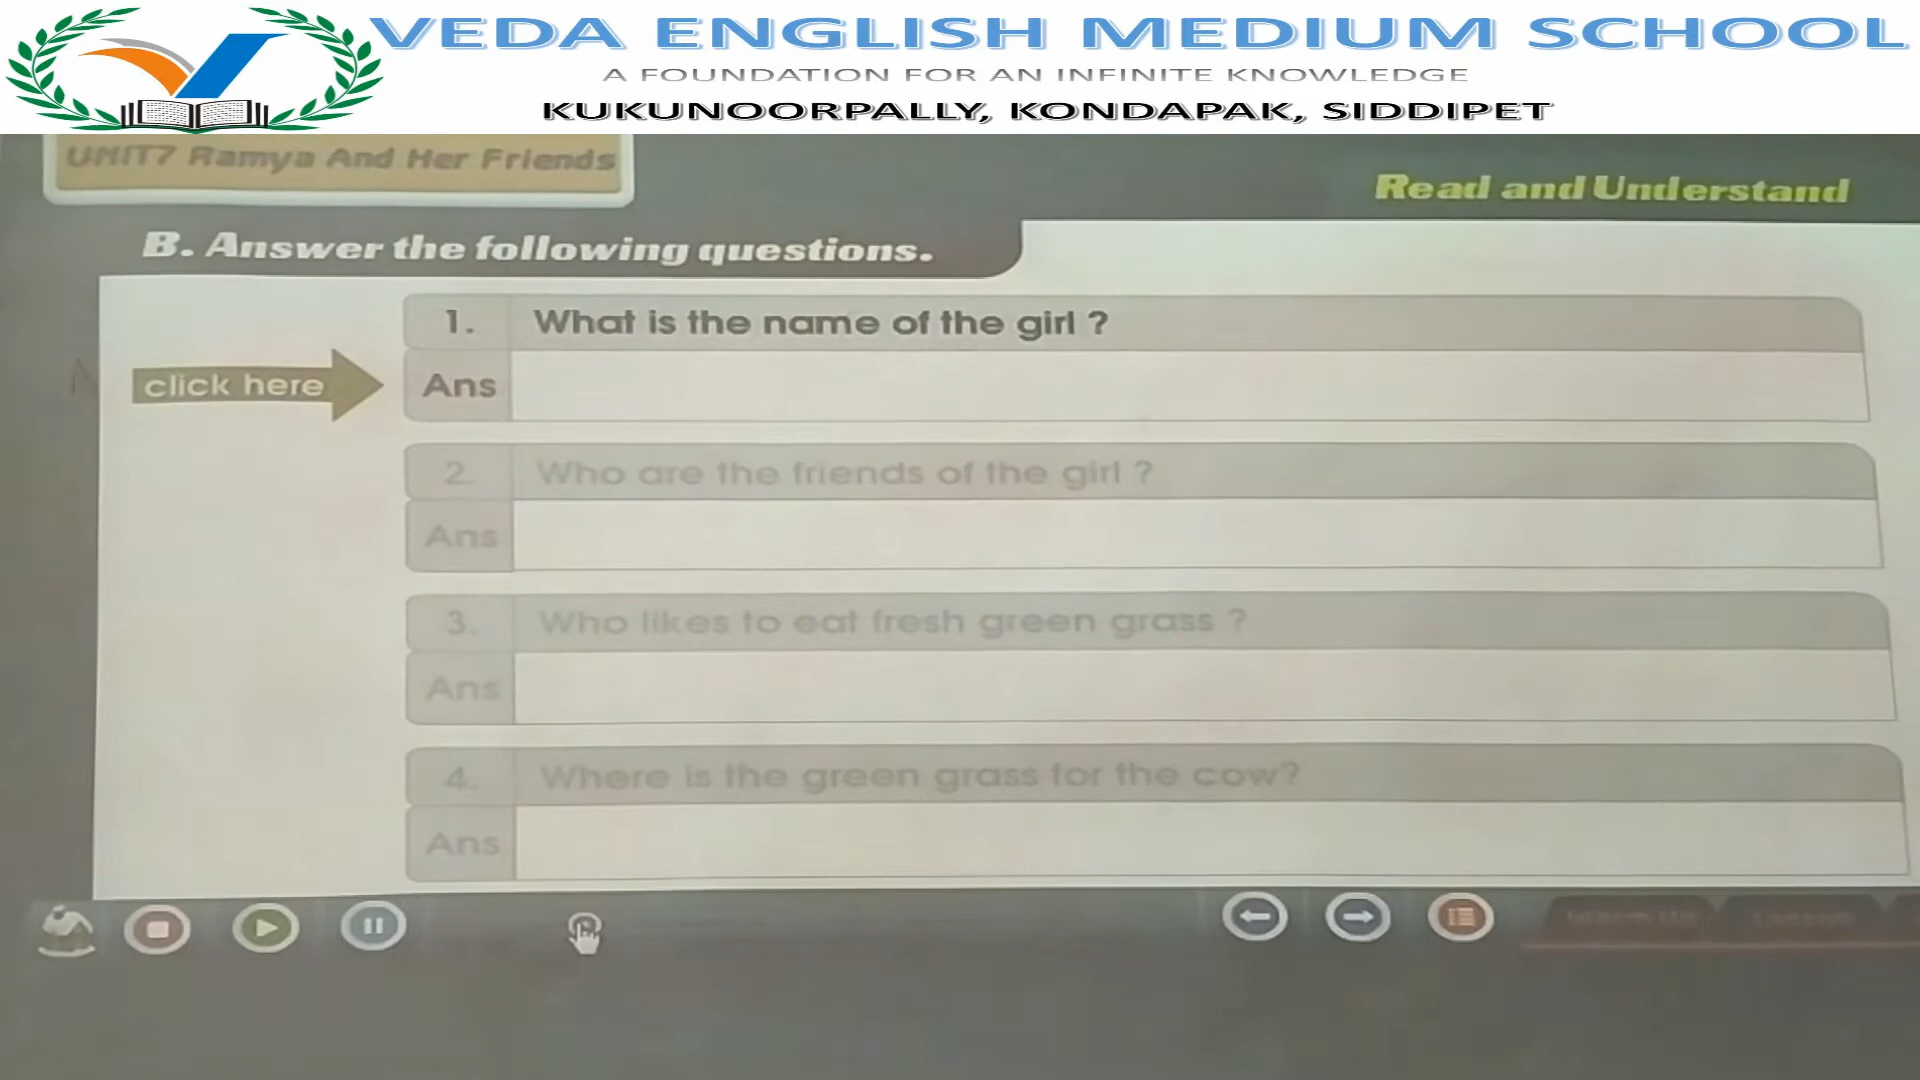 VEDA ENGLISH MEDIUM SCHOOL
A FOUNDATION FOR AN INFINITE KNOWLEDGE
KUKUNOORPALLY, KONDAPAK, SIDDIPET
UNIT7 Ramya And Her Friends
Read and Understand
B. Answer the following questions.
1. What is the name of the girl ?
click here
Ans
2. Who are the friends of the girl ?
Ans
3. Who likes to eat fresh green grass ?
Ans
4. Where is the green grass for the cow?
Ans
Warm Up Lesson